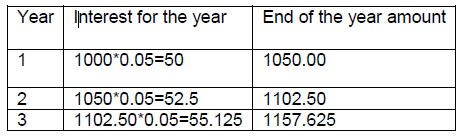 Year Interest for the year End of the year amount
1 1000*0.05=50 1050.00
2 1050*0.05=52.5 1102.50
3 1102.50*0.05=55.125 1157.625